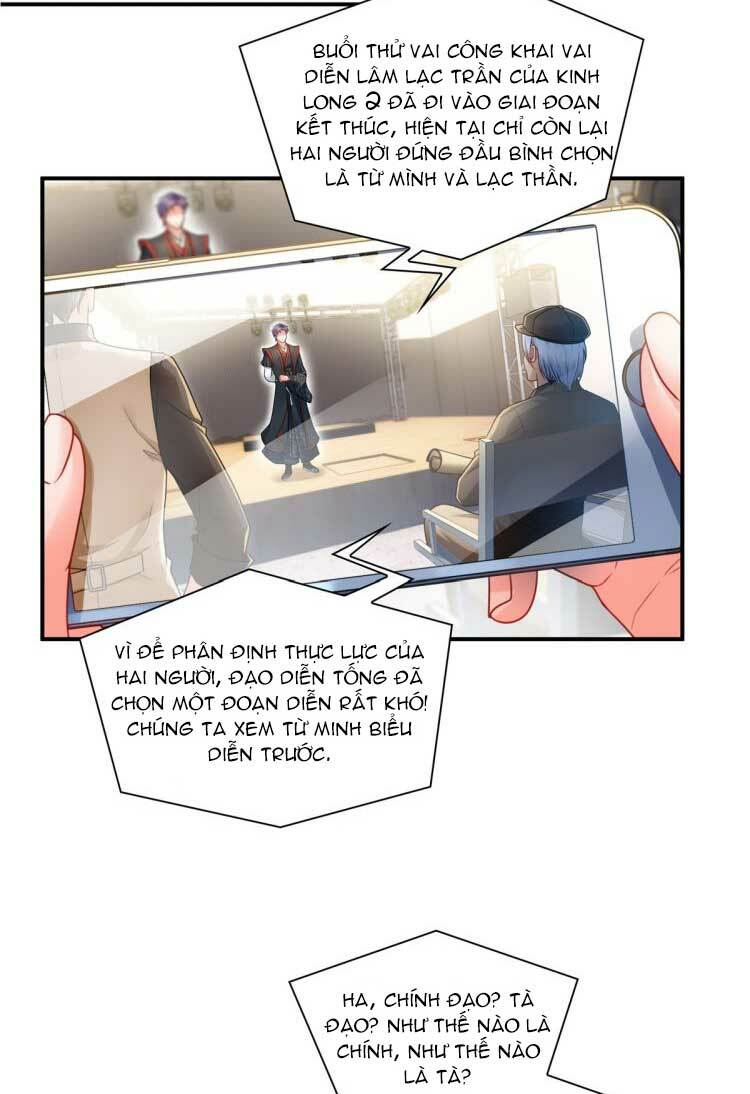 BUỔI THỬ VAI CÔNG KHAI VAI
DIỄN LÂM LẠC TRẦN CỦA KINH
LONG 2 ĐÃ ĐI VÀO GIAI ĐOẠN
KẾT THÚC, HIỆN TẠI CHỈ CÒN LẠI
HAI NGƯỜI ĐỨNG ĐẦU BÌNH CHỌN
LÀ TỪ MÌNH VÀ LẠC THẦN.
VÌ ĐỂ PHÂN ĐỊNH THỰC LỰC CỦA
HAI NGƯỜI, ĐẠO DIỄN TỐNG ĐÃ
CHỌN MỘT ĐOẠN DIỄN RẤT KHÓ!
CHÚNG TA XEM TỪ MINH BIỂU
DIỄN TRƯỚC.
HA, CHÍNH ĐẠO? TÀ
ĐẠO? NHƯ THẾ NÀO LÀ
CHÍNH, NHƯ THẾ NÀO
LÀ TÀ?